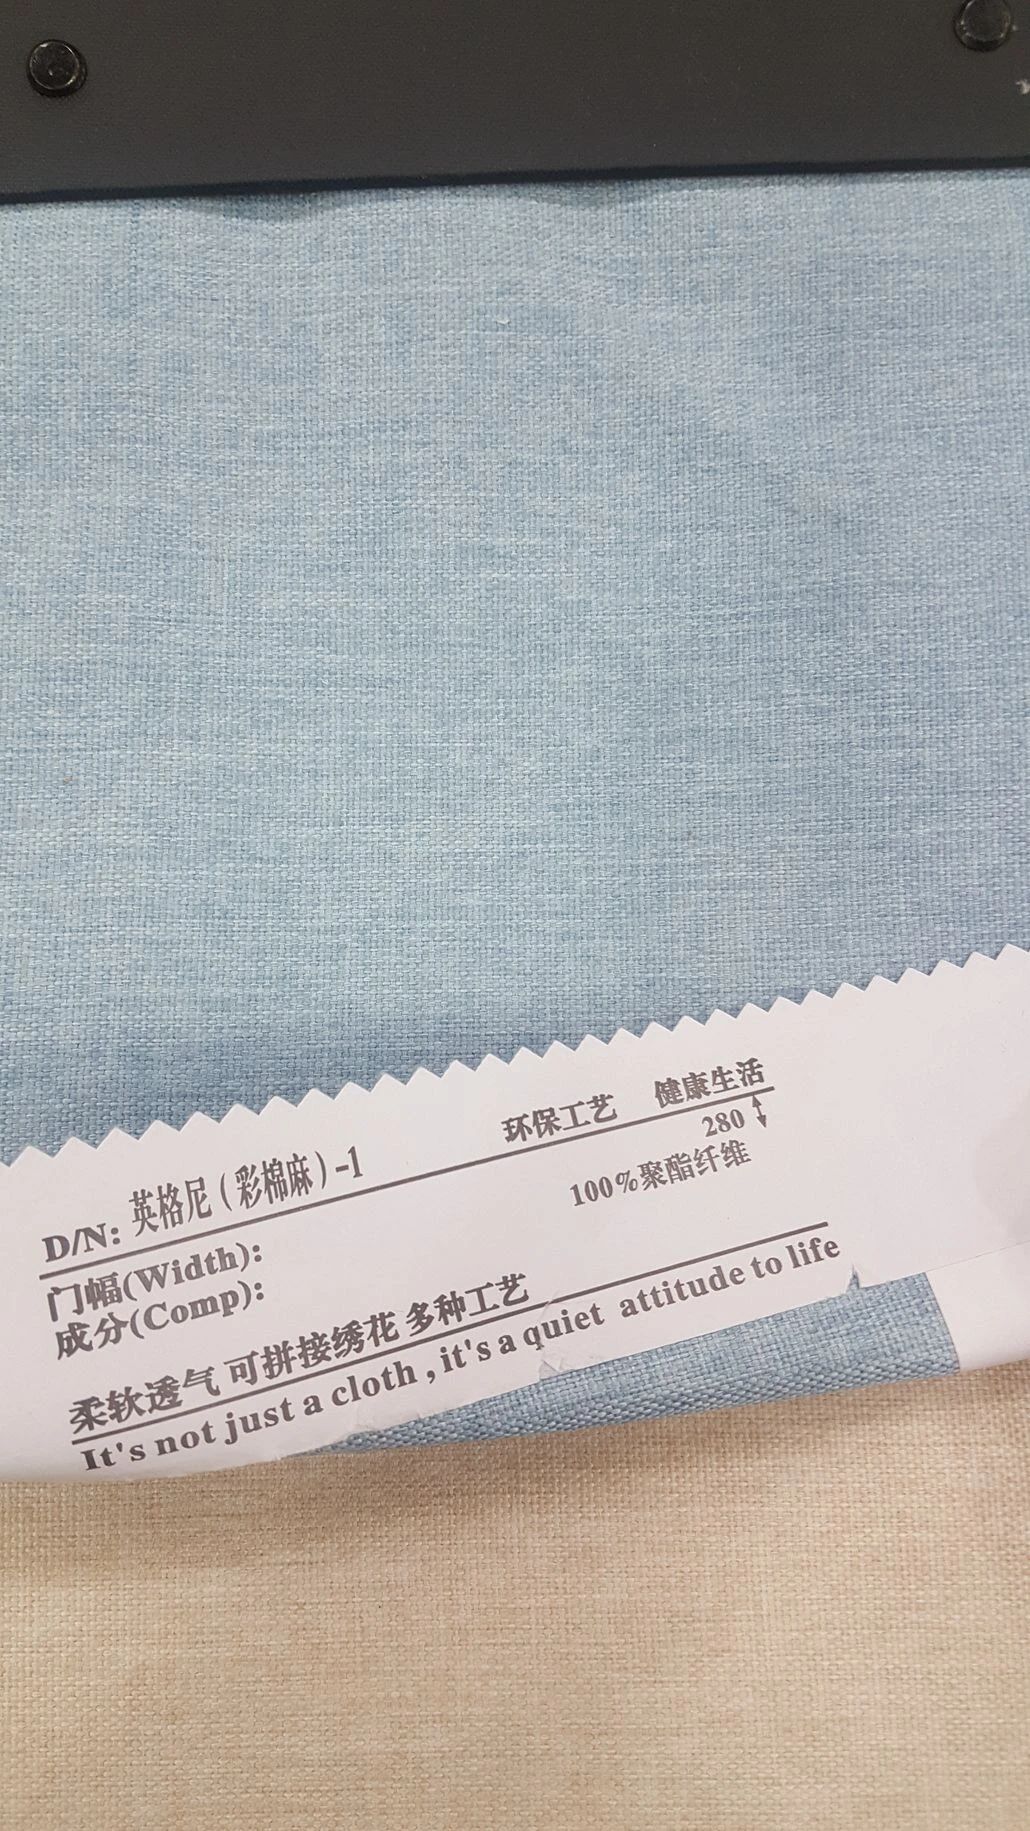 环保工艺 健康生活
D/N: 英格尼(彩棉麻)-1
门幅(Width): 280
成分(Comp): 100%聚酯纤维
柔软透气 可拼接绣花 多种工艺
It's not just a cloth , it's a quiet attitude to life